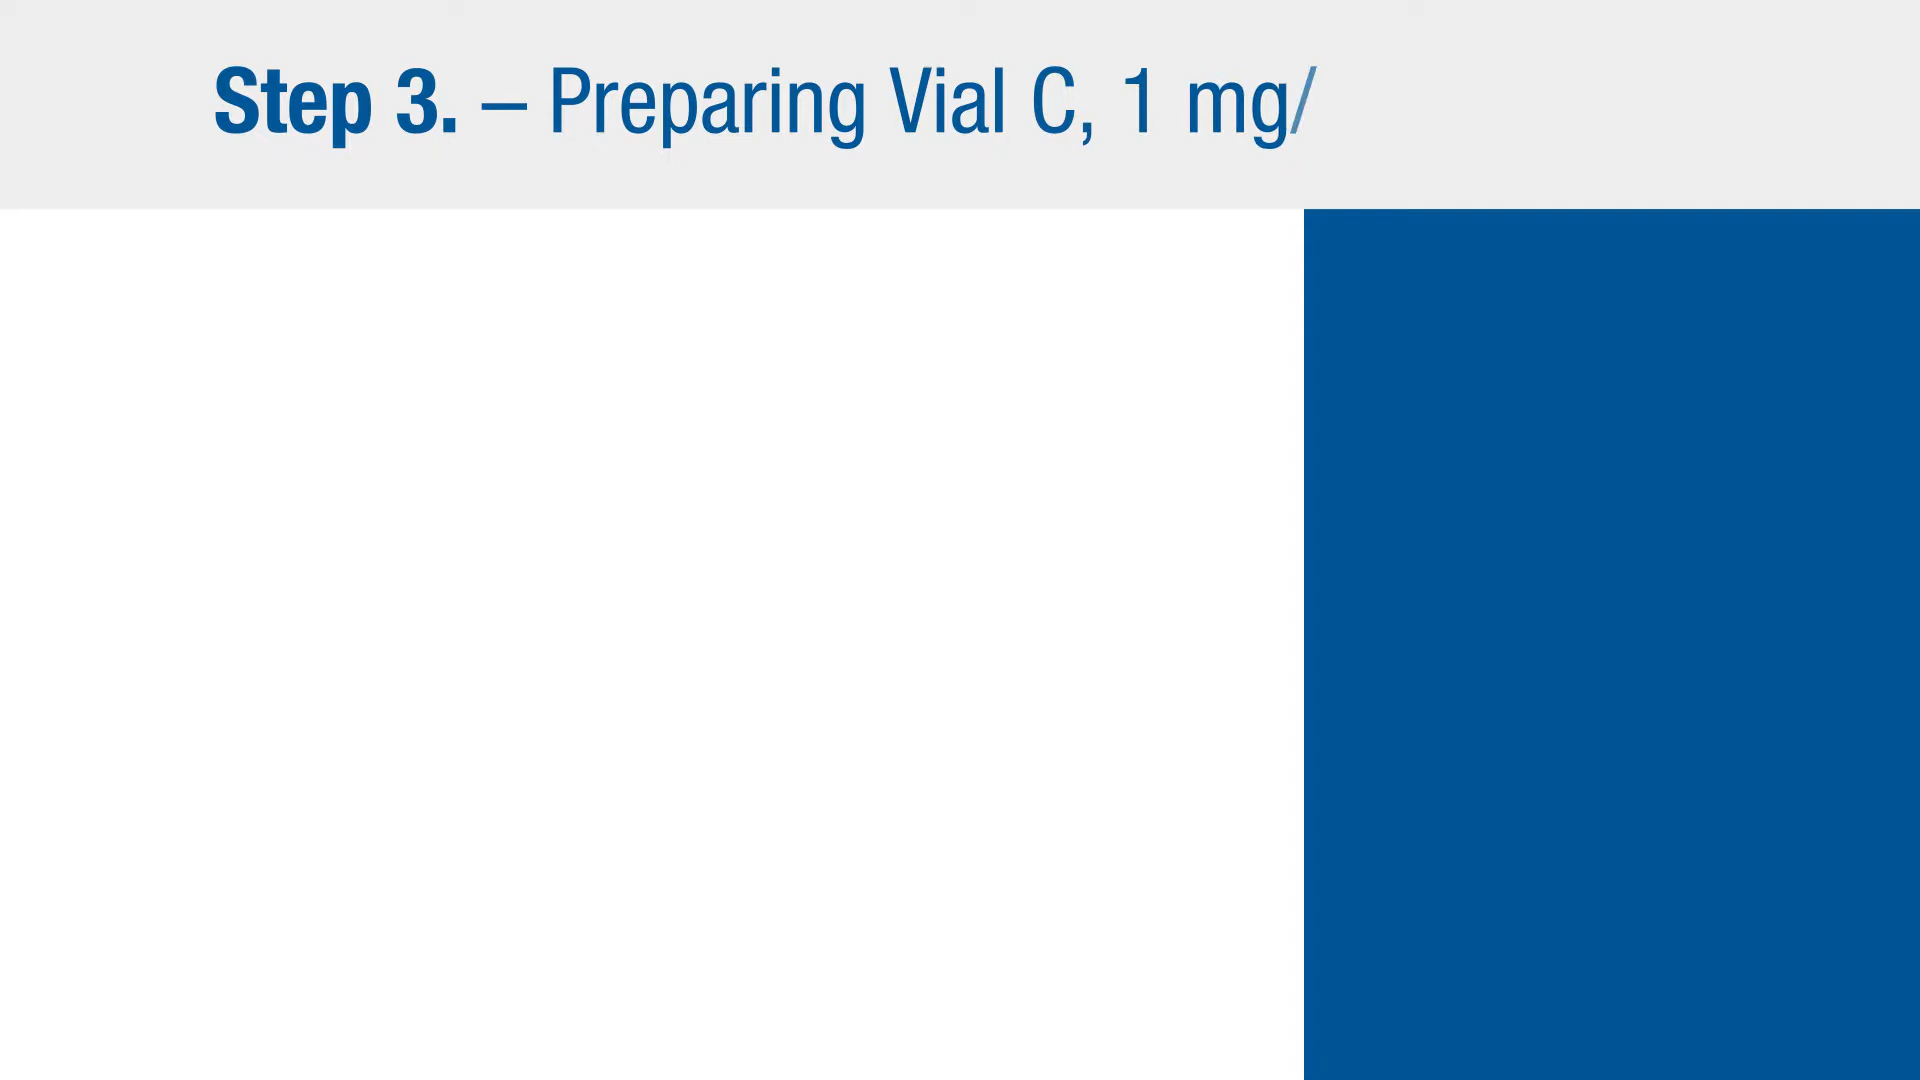 Step 3. – Preparing Vial C, 1 mg/